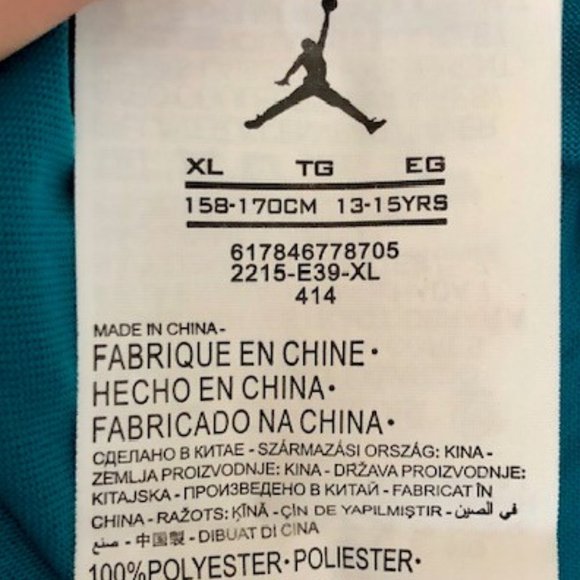 XL TG EG
158-170CM 13-15YRS
617846778705
2215-E39-XL
414
MADE IN CHINA-
FABRIQUE EN CHINE•
HECHO EN CHINA•
FABRICADO NA CHINA•
СДЕЛАНО В КИТАЕ - SZÁRMAZÁSI ORSZÁG: KINA-
ZEMLJA PROIZVODNJE: KINA - DRŽAVA PROIZVODNJE:
KITAJSKA - ПРОИЗВЕДЕНО В КИТАЙ - FABRICAT ÎN
CHINA - RAŽOTS: ĶĪNĀ - ÇİN DE YAPILMIŞTIR - في الصين
صنع - 中国製 - DIBUAT DI CINA
100%POLYESTER•POLIESTER•